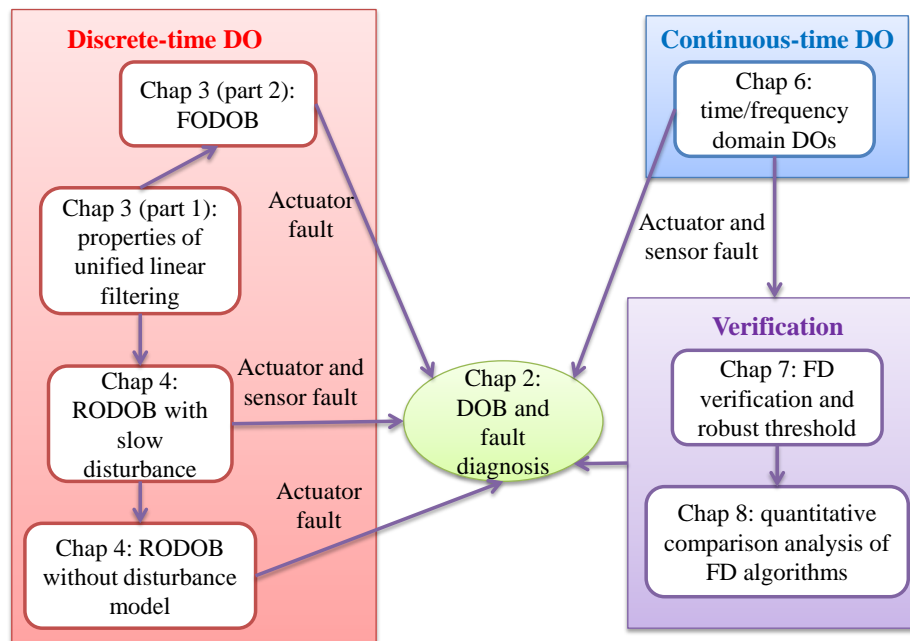 Discrete-time DO
Chap 3 (part 2):
FODOB
Chap 3 (part 1):
properties of
unified linear
filtering
Chap 4:
RODOB with
slow
disturbance
Chap 4: RODOB
without disturbance
model
Actuator
fault
Actuator and
sensor fault
Actuator
fault
Chap 2:
DOB and
fault
diagnosis
Continuous-time DO
Chap 6:
time/frequency
domain DOs
Actuator and
sensor fault
Verification
Chap 7: FD
verification and
robust threshold
Chap 8: quantitative
comparison analysis of
FD algorithms